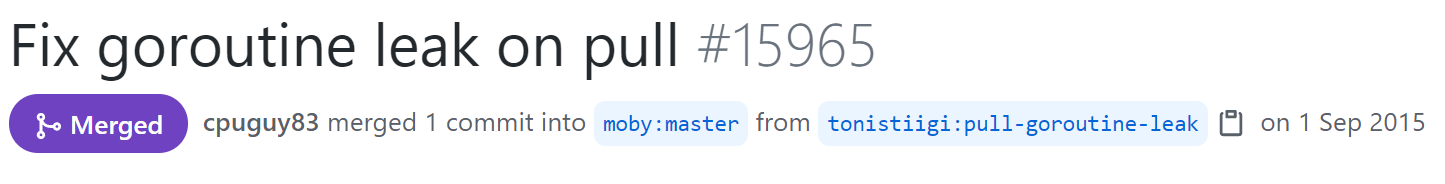 Fix goroutine leak on pull #15965
Merged cpuguy83 merged 1 commit into moby:master from tonistiigi:pull-goroutine-leak on 1 Sep 2015